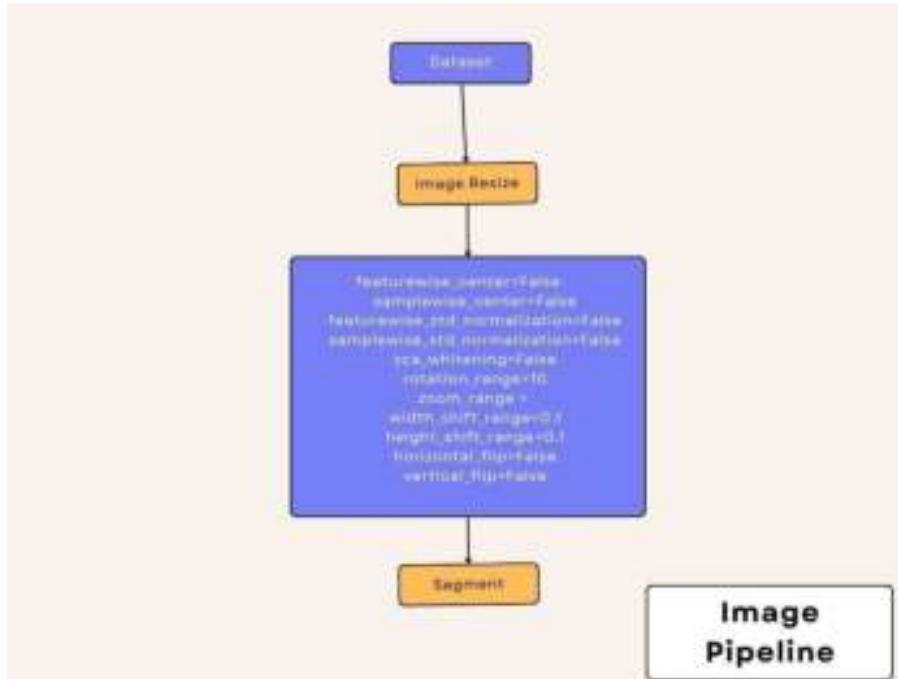 Dataset
Image Resize
featurewise_center=False
samplewise_center=False
featurewise_std_normalization=False
samplewise_std_normalization=False
zca_whitening=False
rotation_range=10
zoom_range =
width_shift_range=0.1
height_shift_range=0.1
horizontal_flip=False
vertical_flip=False
Segment
Image
Pipeline